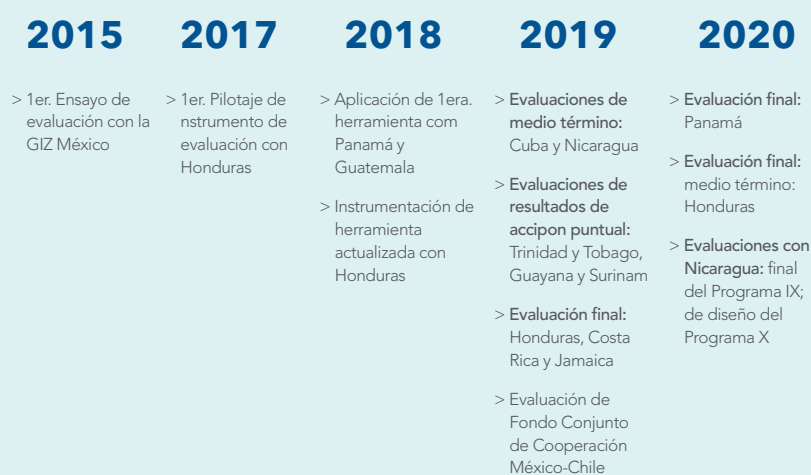 2015
> 1er. Ensayo de
evaluación con la
GIZ México
2017
> 1er. Pilotaje de
nstrumento de
evaluación con
Honduras
2018
> Aplicación de 1era.
herramienta com
Panamá y
Guatemala
> Instrumentación de
herramienta
actualizada con
Honduras
2019
> Evaluaciones de
medio término:
Cuba y Nicaragua
> Evaluaciones de
resultados de
accipon puntual:
Trinidad y Tobago,
Guayana y Surinam
> Evaluación final:
Honduras, Costa
Rica y Jamaica
> Evaluación de
Fondo Conjunto
de Cooperación
México-Chile
2020
> Evaluación final:
Panamá
> Evaluación final:
medio término:
Honduras
> Evaluaciones con
Nicaragua: final
del Programa IX;
de diseño del
Programa X